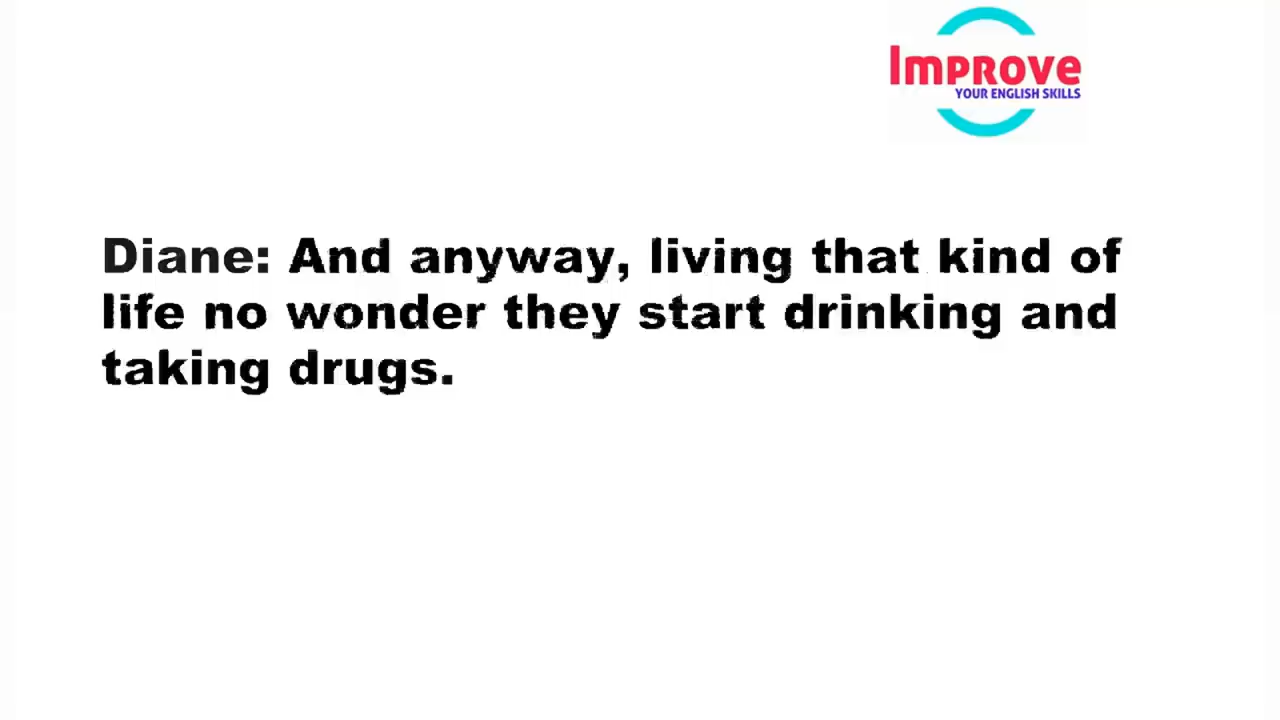 Improve
YOUR ENGLISH SKILLS
Diane: And anyway, living that kind of
life no wonder they start drinking and
taking drugs.